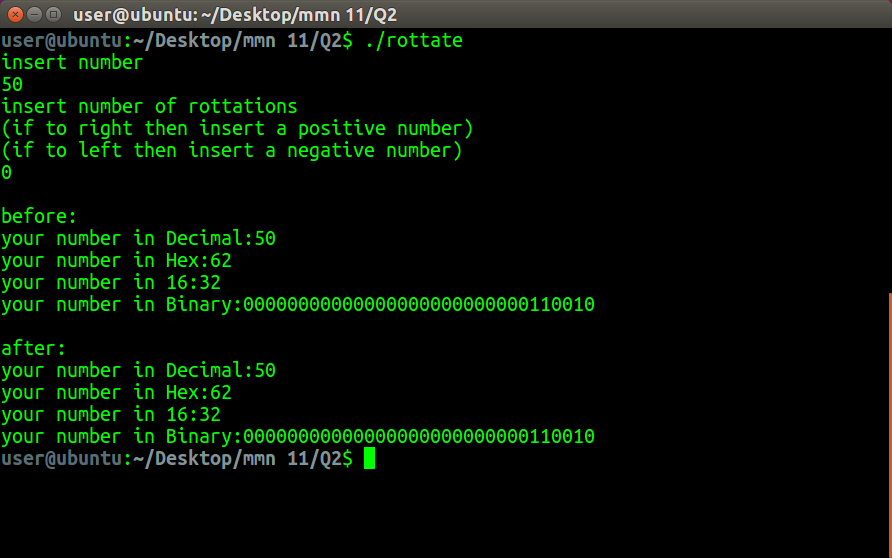 user@ubuntu: ~/Desktop/mmn 11/Q2
user@ubuntu:~/Desktop/mmn 11/Q2$ ./rottate
insert number
50
insert number of rottations
(if to right then insert a positive number)
(if to left then insert a negative number)
0
before:
your number in Decimal:50
your number in Hex:62
your number in 16:32
your number in Binary:00000000000000000000000000110010
after:
your number in Decimal:50
your number in Hex:62
your number in 16:32
your number in Binary:00000000000000000000000000110010
user@ubuntu:~/Desktop/mmn 11/Q2$